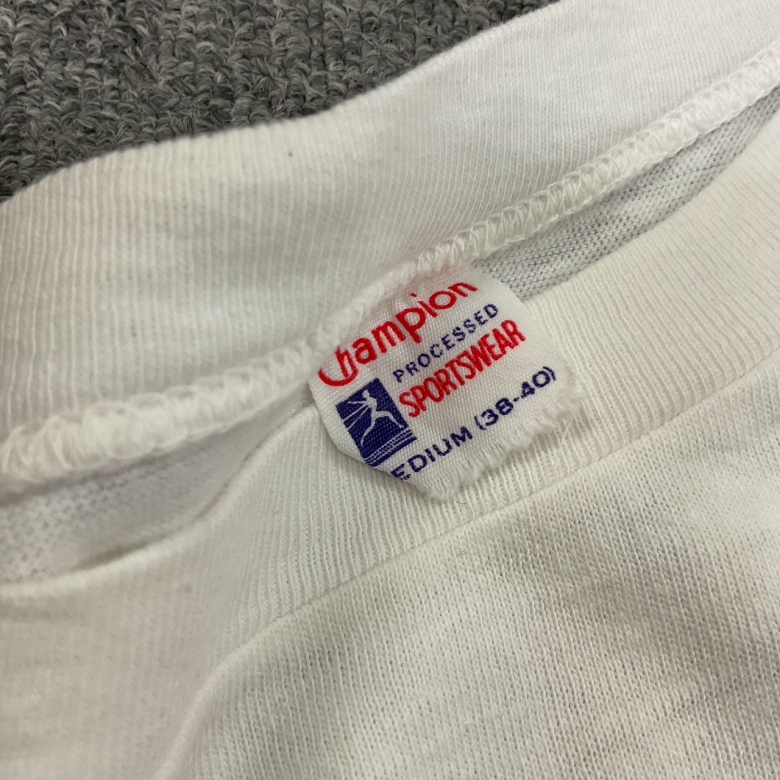 Champion
PROCESSED
SPORTSWEAR
EDIUM (38-40)